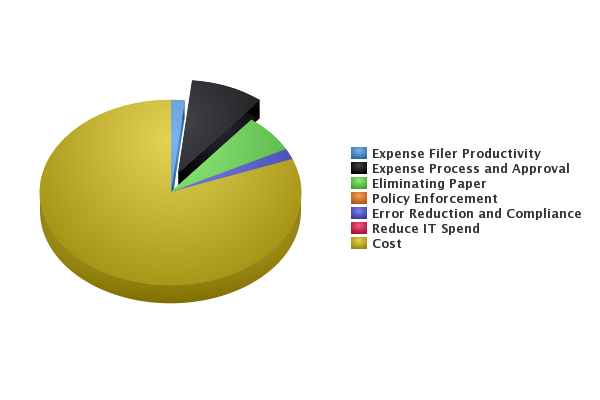 Expense Filer Productivity
Expense Process and Approval
Eliminating Paper
Policy Enforcement
Error Reduction and Compliance
Reduce IT Spend
Cost